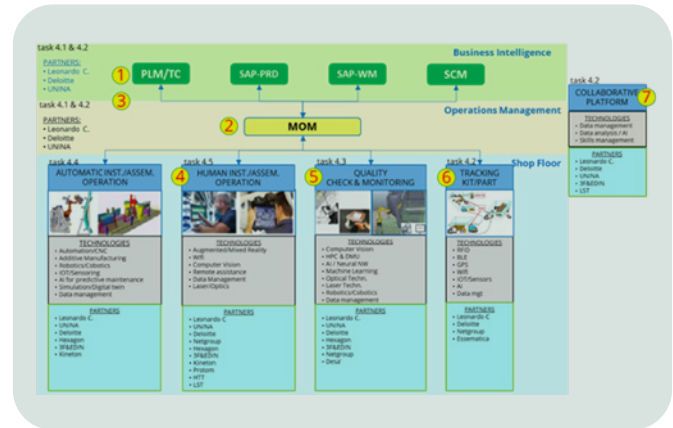 task 4.1 & 4.2
Business Intelligence
PARTNERS:
• Leonardo C.
• Deloitte
• UNINA
1
PLM/TC
SAP-PRD
SAP-WM
SCM
3
task 4.1 & 4.2
Operations Management
PARTNERS:
• Leonardo C.
• Deloitte
• UNINA
2
MOM
task 4.2
COLLABORATIVE
PLATFORM
7
TECHNOLOGIES
• Data management
• Data analysis / AI
• Skills management
PARTNERS
• Leonardo C.
• Deloitte
• UNINA
• 3F&EDIN
• LST
Shop Floor
task 4.4
AUTOMATIC INST./ASSEM.
OPERATION
TECHNOLOGIES
• Automation/CNC
• Additive Manufacturing
• Robotics/Cobotics
• IOT/Sensoring
• AI for predictive maintenance
• Simulation/Digital twin
• Data management
PARTNERS
• Leonardo C.
• UNINA
• Deloitte
• Hexagon
• 3F&EDIN
• Kineton
task 4.5
4
HUMAN INST./ASSEM.
OPERATION
TECHNOLOGIES
• Augmented/Mixed Reality
• Wifi
• Computer Vision
• Remote assistance
• Data Management
• Laser/Optics
PARTNERS
• Leonardo C
• UNINA
• Deloitte
• Netgroup
• Hexagon
• 3F&EDIN
• Kineton
• Protom
• HTT
• LST
task 4.3
5
QUALITY
CHECK & MONITORING
TECHNOLOGIES
• Computer Vision
• HPC & DMU
• AI / Neural NW
• Machine Learning
• Optical Techn.
• Laser Techn.
• Robotics/Cobotics
• Data management
PARTNERS
• Leonardo C.
• UNINA
• Deloitte
• Hexagon
• 3F&EDIN
• Netgroup
• Desal
task 4.2
6
TRACKING
KIT/PART
TECHNOLOGIES
• RFID
• BLE
• GPS
• Wifi
• IOT/Sensors
• AI
• Data mgt
PARTNERS
• Leonardo C
• Deloitte
• Netgroup
• Essematica